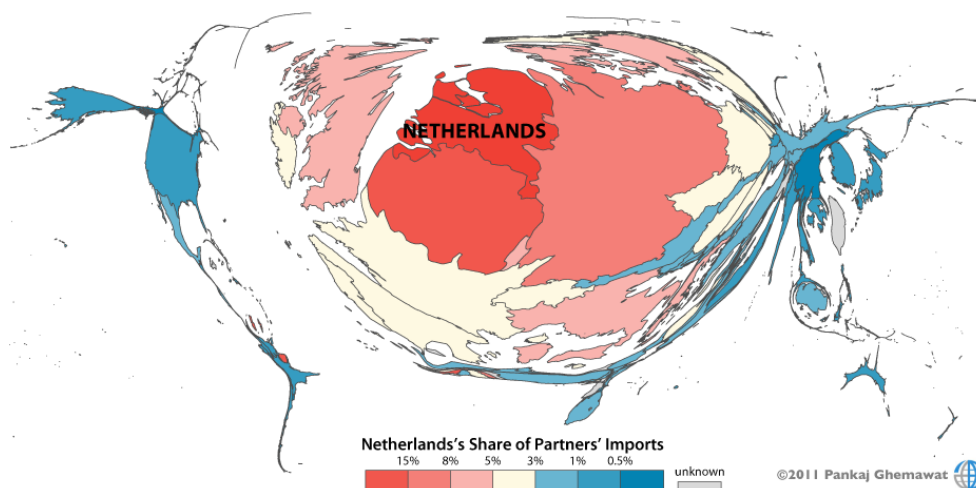 NETHERLANDS
Netherlands's Share of Partners' Imports
15% 8% 5% 3% 1% 0.5% unknown
©2011 Pankaj Ghemawat